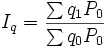 I_q = \frac{\sum q_1 P_0}{\sum q_0 P_0}